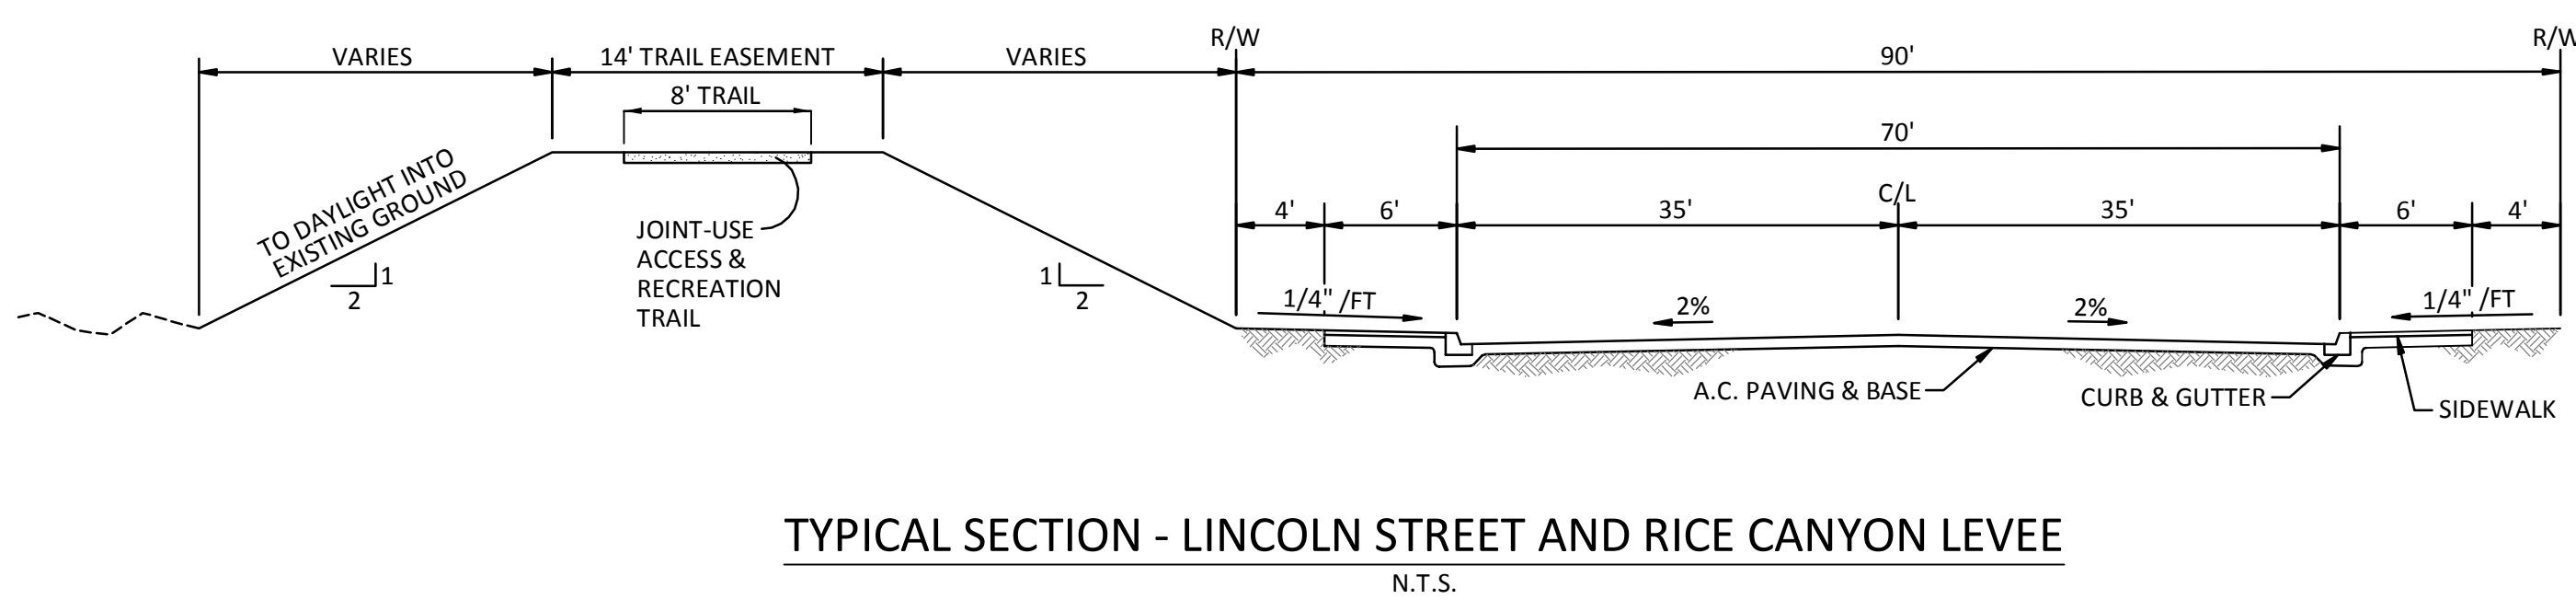 R/W
R/W
VARIES
14' TRAIL EASEMENT
VARIES
90'
8' TRAIL
70'
TO DAYLIGHT INTO
EXISTING GROUND
C/L
4'
6'
35'
35'
6'
4'
JOINT-USE
ACCESS &
RECREATION
TRAIL
1
2
1
2
1/4" /FT
2%
2%
1/4" /FT
A.C. PAVING & BASE
CURB & GUTTER
SIDEWALK
TYPICAL SECTION - LINCOLN STREET AND RICE CANYON LEVEE
N.T.S.